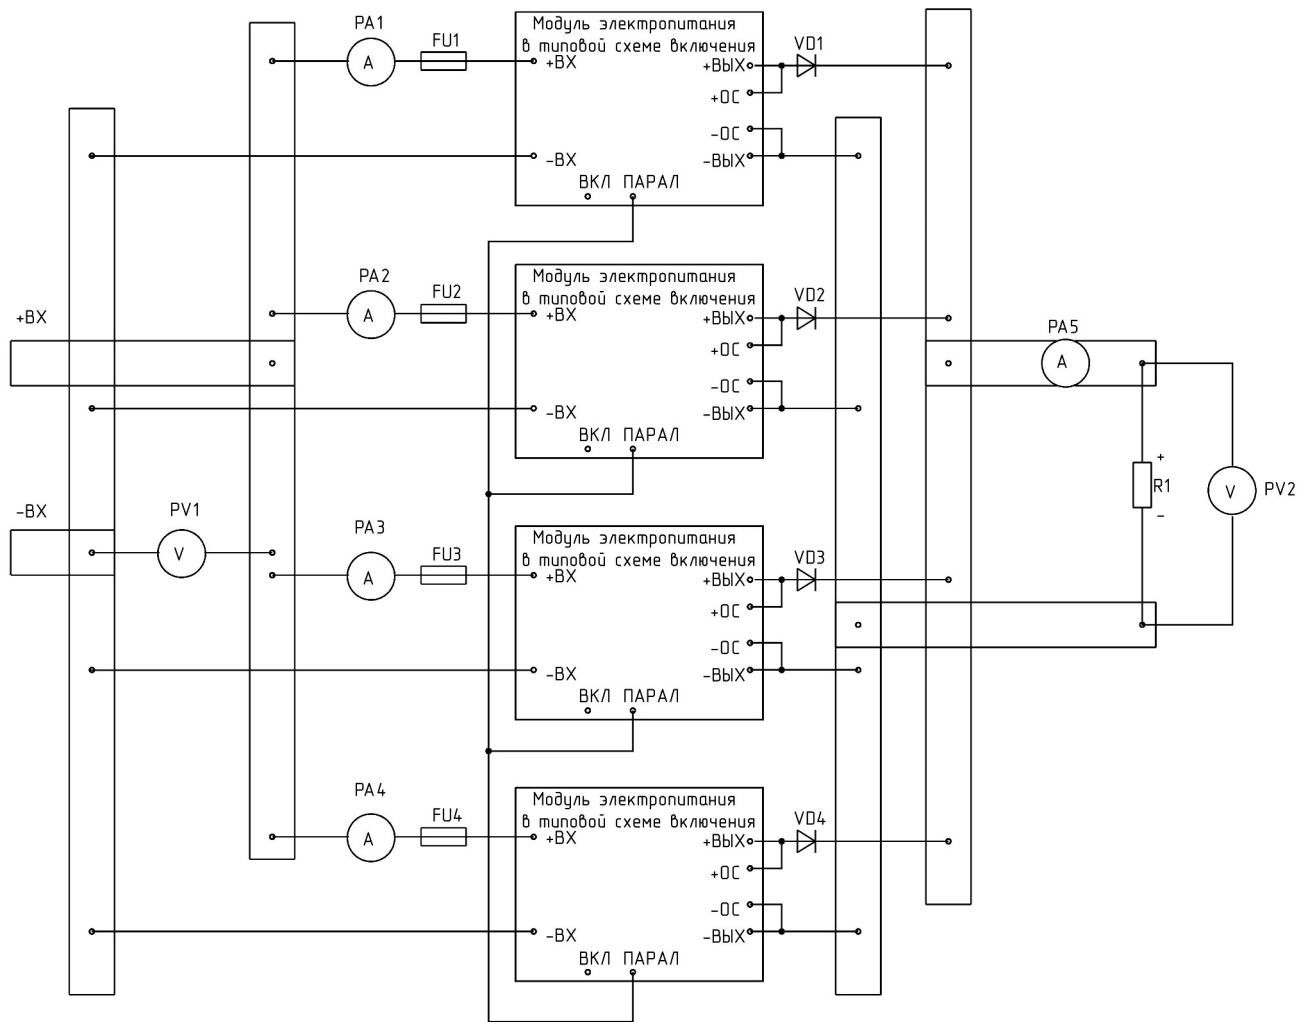 PA1
FU1
Модуль электропитания
в типовой схеме включения
+ВХ
+ВЫХ
VD1
+ОС
-ОС
-ВХ
-ВЫХ
ВКЛ ПАРАЛ
PA2
FU2
Модуль электропитания
в типовой схеме включения
+ВХ
+ВЫХ
VD2
+ВХ
A
PA5
A
+ОС
-ОС
-ВХ
-ВЫХ
ВКЛ ПАРАЛ
+
R1
-
V
PV2
-ВХ
PV1
V
PA3
A
FU3
Модуль электропитания
в типовой схеме включения
+ВХ
+ВЫХ
VD3
+ОС
-ОС
-ВХ
-ВЫХ
ВКЛ ПАРАЛ
PA4
A
FU4
Модуль электропитания
в типовой схеме включения
+ВХ
+ВЫХ
VD4
+ОС
-ОС
-ВХ
-ВЫХ
ВКЛ ПАРАЛ
A